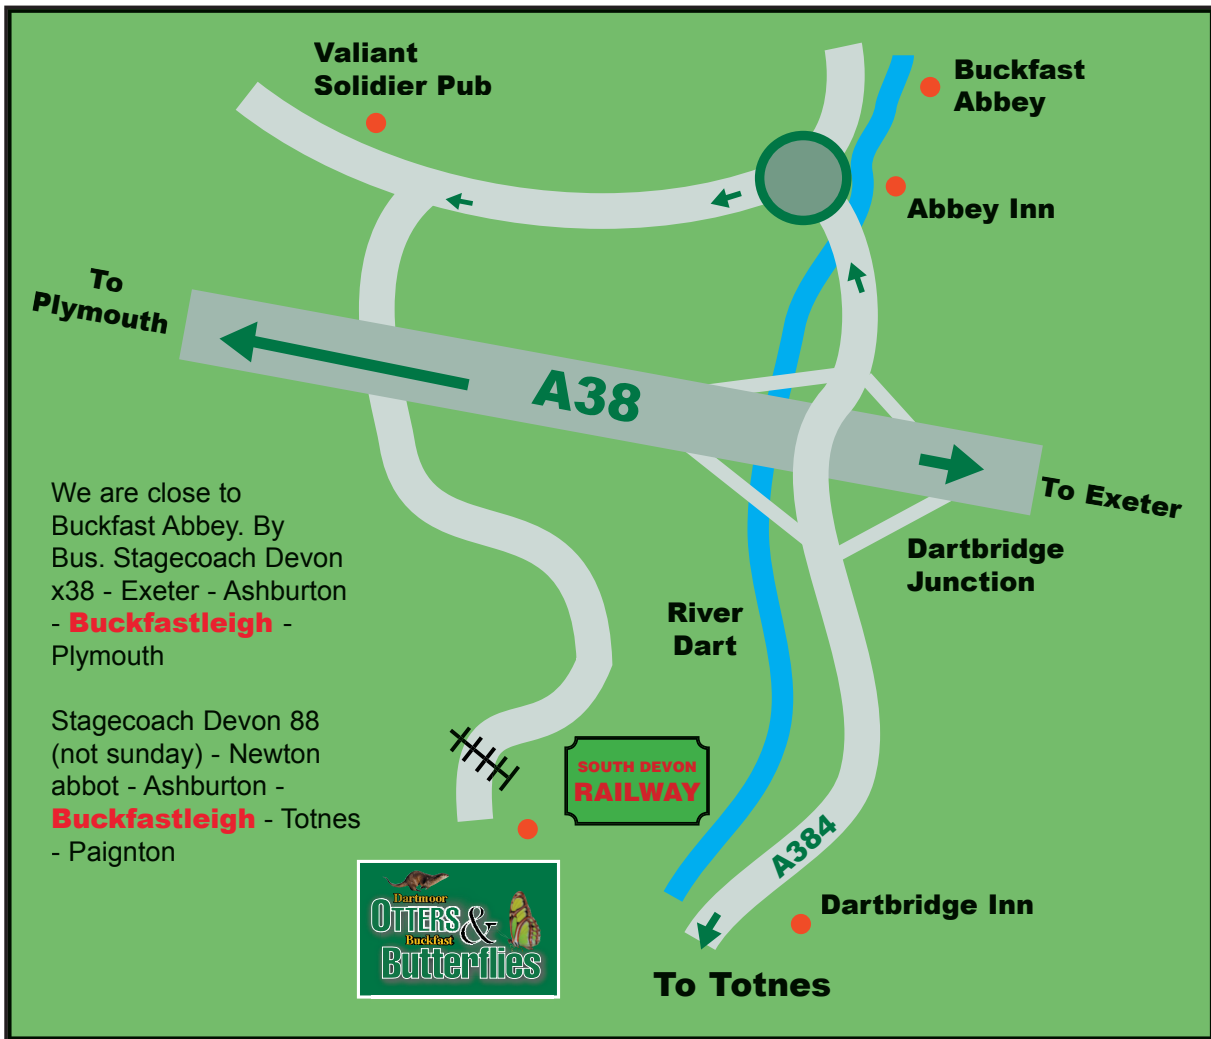 Valiant
Solidier Pub
Buckfast
Abbey
Abbey Inn
To
Plymouth
A38
To Exeter
We are close to
Buckfast Abbey. By
Bus. Stagecoach Devon
x38 - Exeter - Ashburton
- Buckfastleigh -
Plymouth
Dartbridge
Junction
River
Dart
Stagecoach Devon 88
(not sunday) - Newton
abbot - Ashburton -
Buckfastleigh - Totnes
- Paignton
SOUTH DEVON
RAILWAY
A384
Dartmoor
OTTERS &
Buckfast
Butterflies
Dartbridge Inn
To Totnes